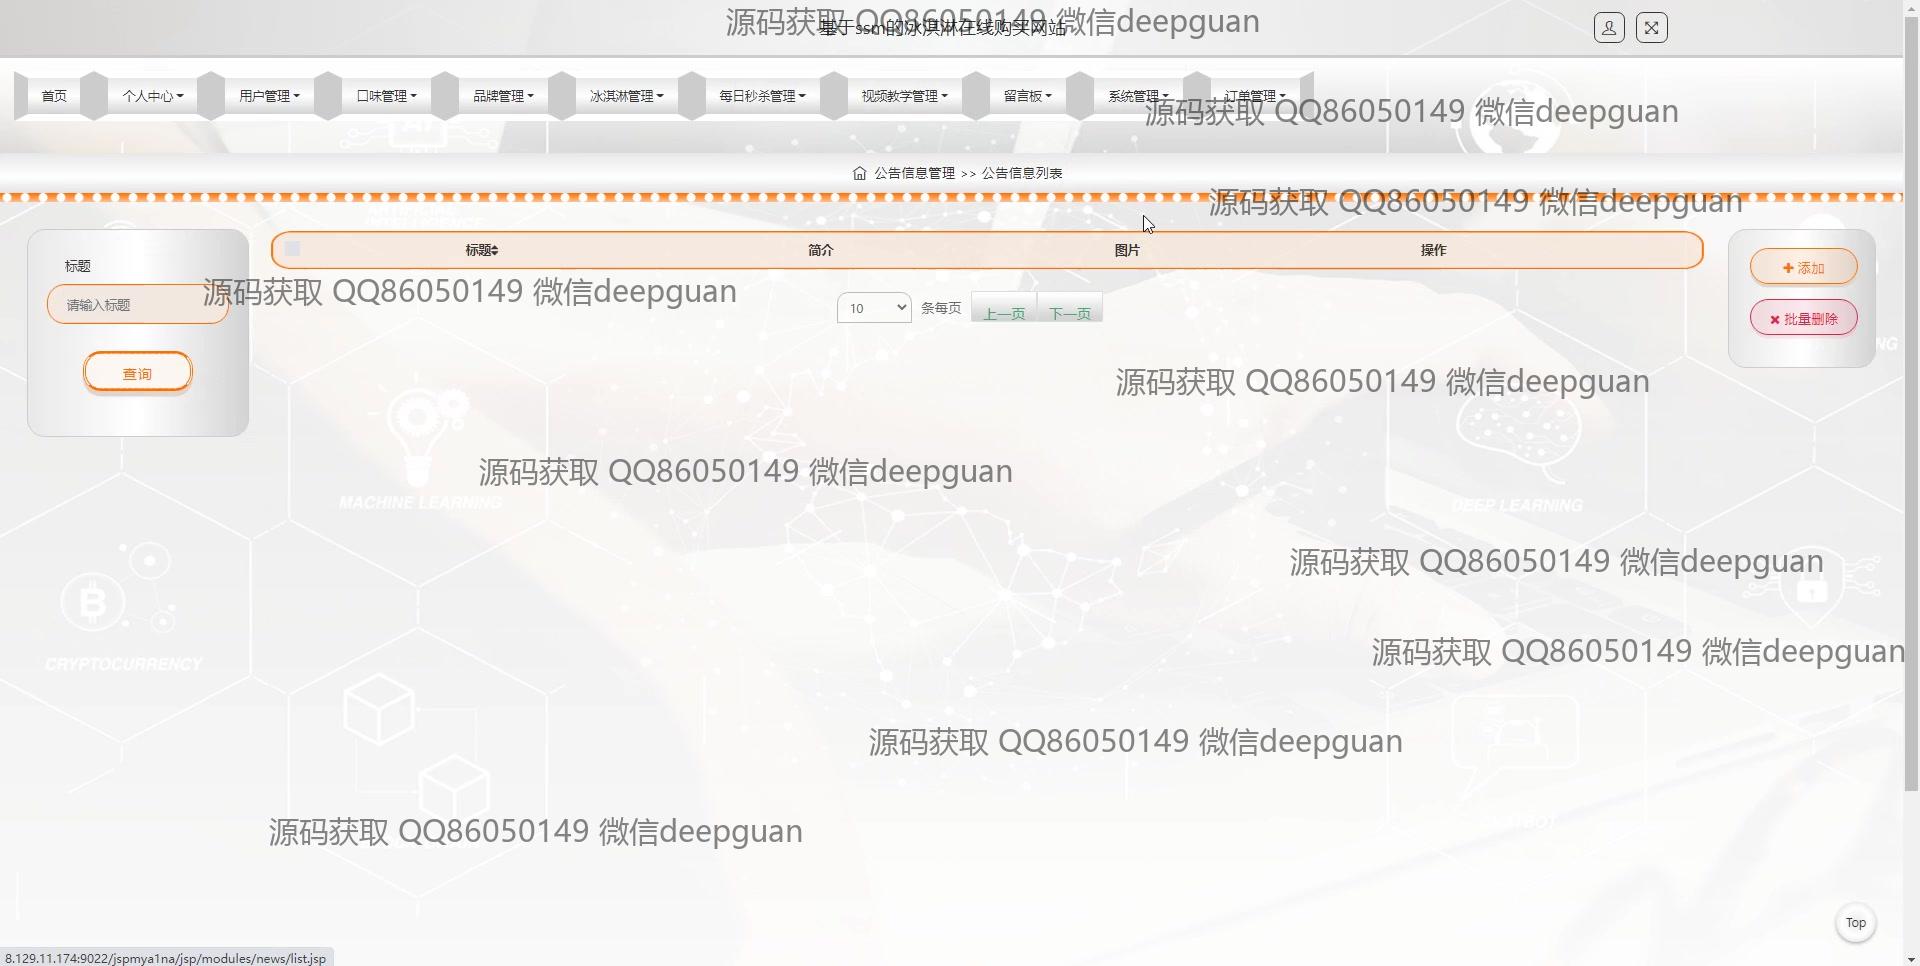 基于ssm的冰淇淋在线购买网站
源码获取 QQ86050149 微信deepguan
首页 个人中心 用户管理 口味管理 品牌管理 冰淇淋管理 每日秒杀管理 视频教学管理 留言板 系统管理 订单管理
源码获取 QQ86050149 微信deepguan
公告信息管理 >> 公告信息列表
源码获取 QQ86050149 微信deepguan
标题 简介 图片 操作
标题
请输入标题
查询
添加
批量删除
源码获取 QQ86050149 微信deepguan
10 条每页 上一页 下一页
源码获取 QQ86050149 微信deepguan
源码获取 QQ86050149 微信deepguan
MACHINE LEARNING
DEEP LEARNING
源码获取 QQ86050149 微信deepguan
CRYPTOCURRENCY
源码获取 QQ86050149 微信deepguan
源码获取 QQ86050149 微信deepguan
源码获取 QQ86050149 微信deepguan
Top
8.129.11.174:9022/jspmya1na/jsp/modules/news/list.jsp